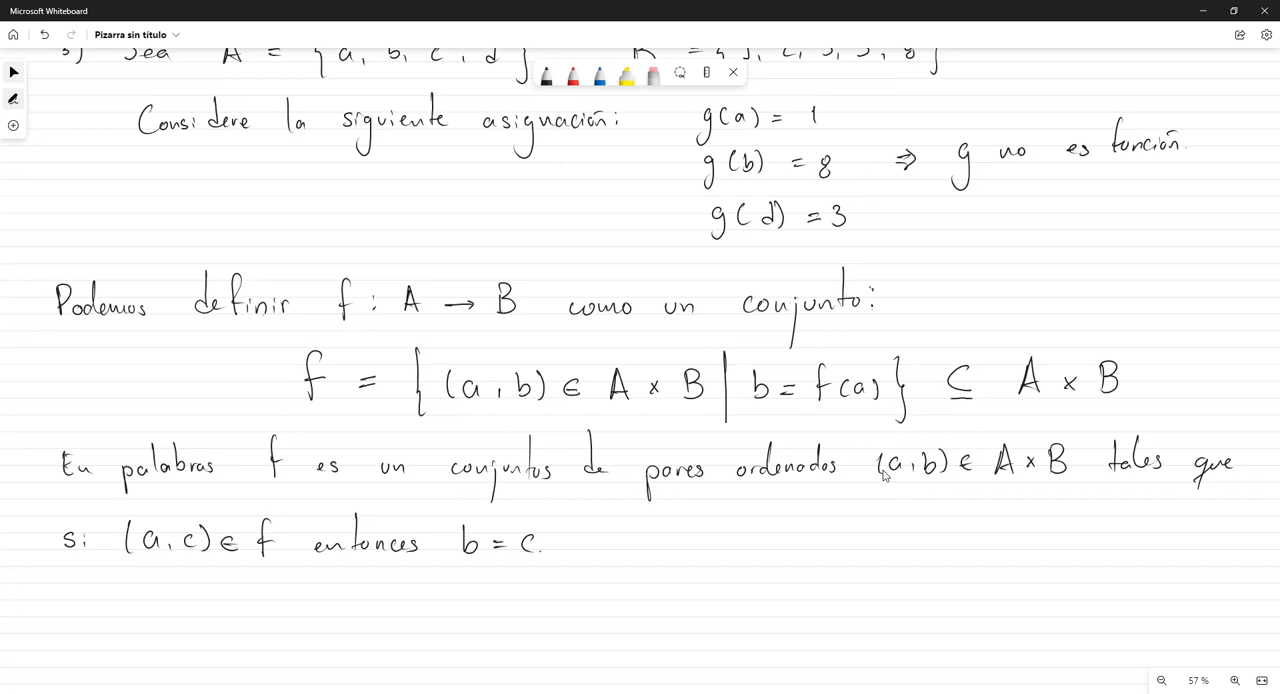 Microsoft Whiteboard
Pizarra sin título
Sea A = {a, b, c, d}
Considere la siguiente asignación: g(a) = 1
g(b) = 8 ⇒ g no es función.
g(d) = 3
Podemos definir f : A → B como un conjunto:
f = { (a, b) ∈ A × B | b = f(a) } ⊆ A × B
En palabras f es un conjuntos de pares ordenados (a, b) ∈ A × B tales que
si (a, c) ∈ f entonces b = c.
57 %